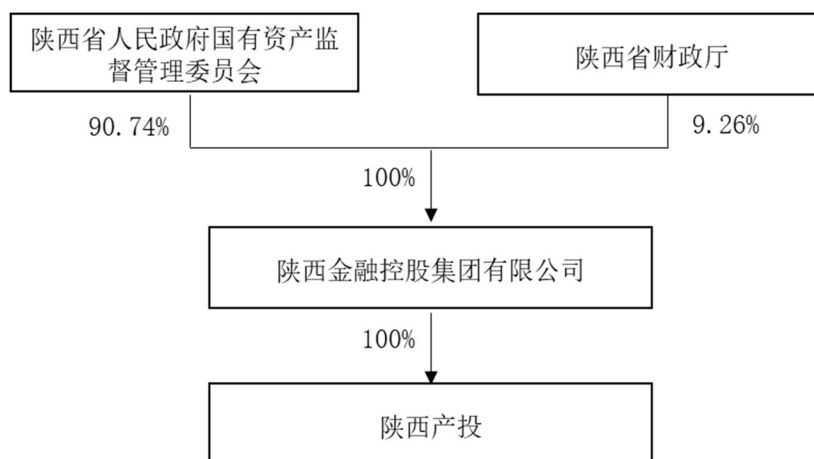 陕西省人民政府国有资产监
督管理委员会
陕西省财政厅
90.74%
9.26%
100%
陕西金融控股集团有限公司
100%
陕西产投